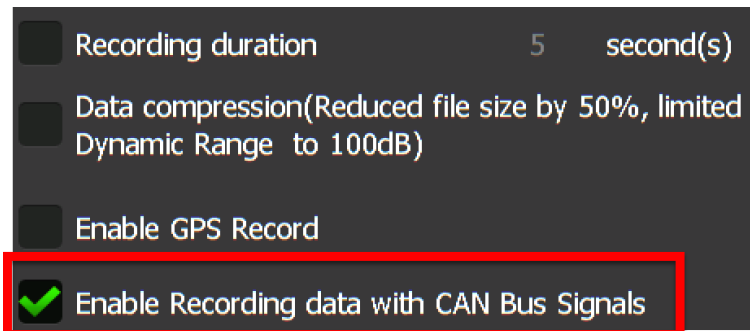 Recording duration 5 second(s)
Data compression(Reduced file size by 50%, limited
Dynamic Range to 100dB)
Enable GPS Record
Enable Recording data with CAN Bus Signals